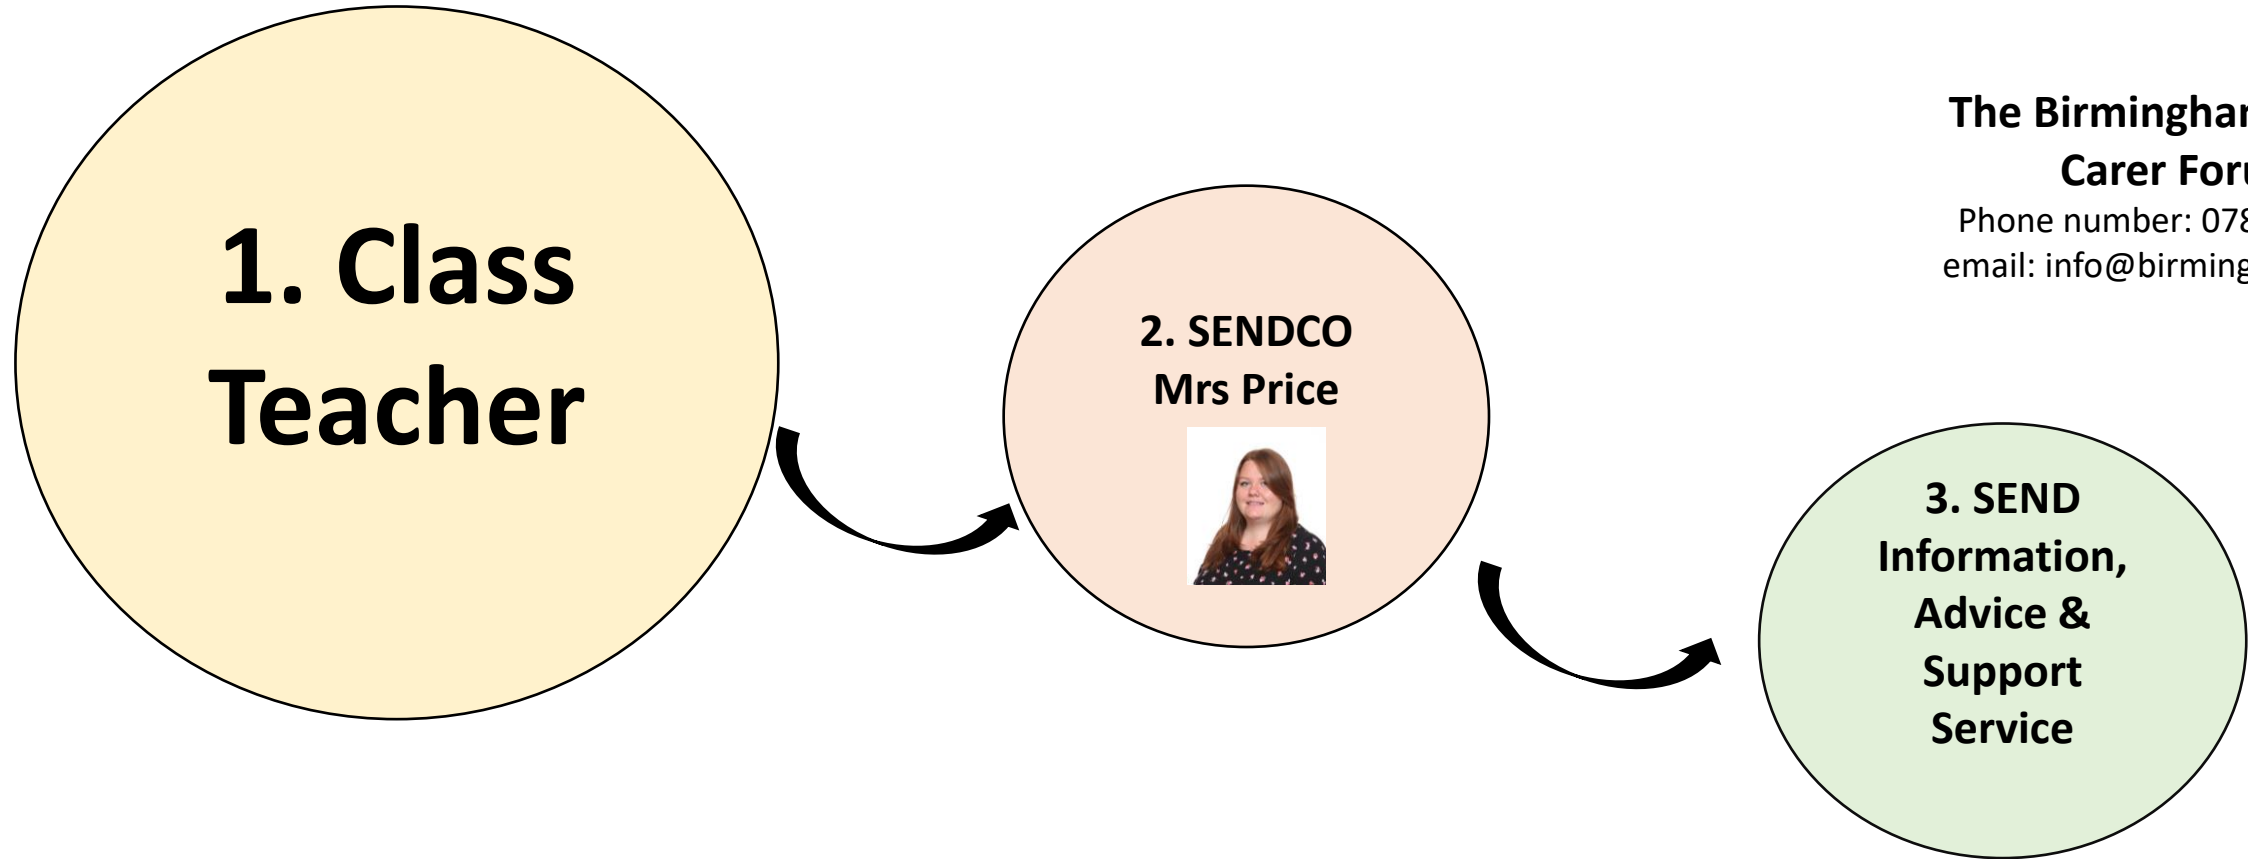 1. Class
Teacher
2. SENDCO
Mrs Price
The
Carer
Phone number:
email:
3. SEND
Information,
Advice &
Support
Service